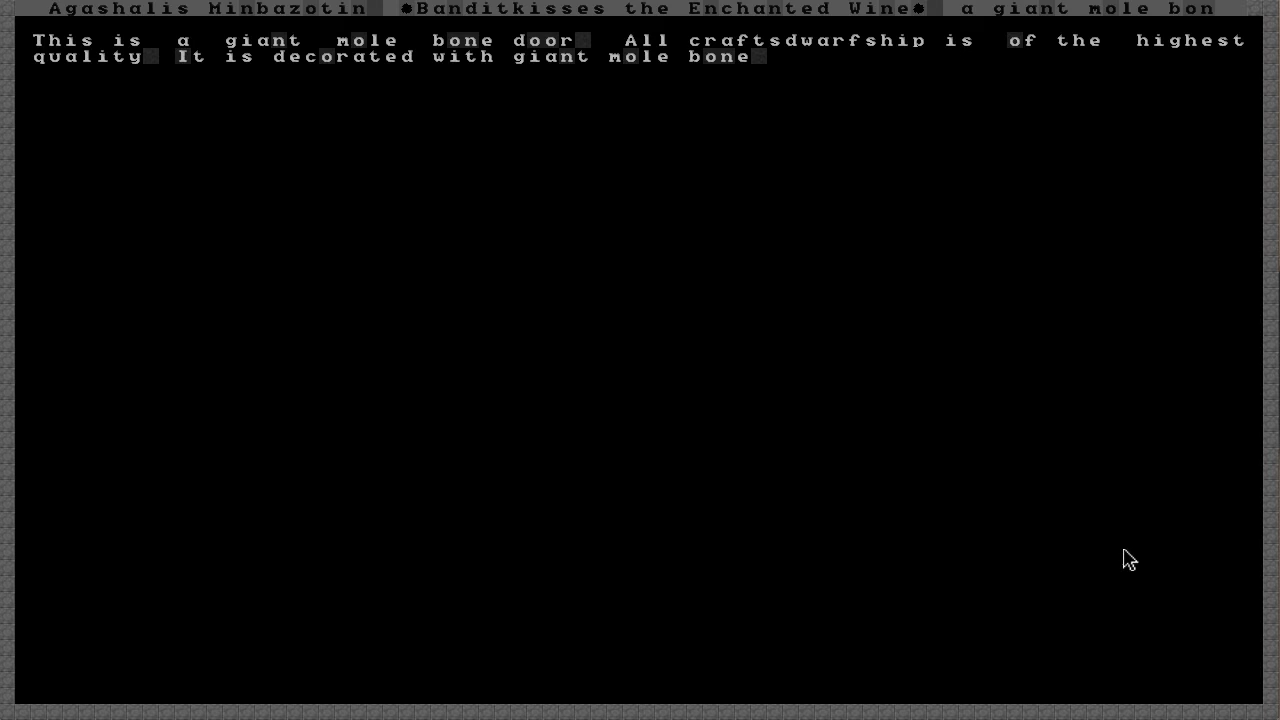 Agashalis Minbazotin, ☼Banditkisses the Enchanted Wine☼, a giant mole bon
This is a giant mole bone door. All craftsdwarfship is of the highest
quality. It is decorated with giant mole bone.